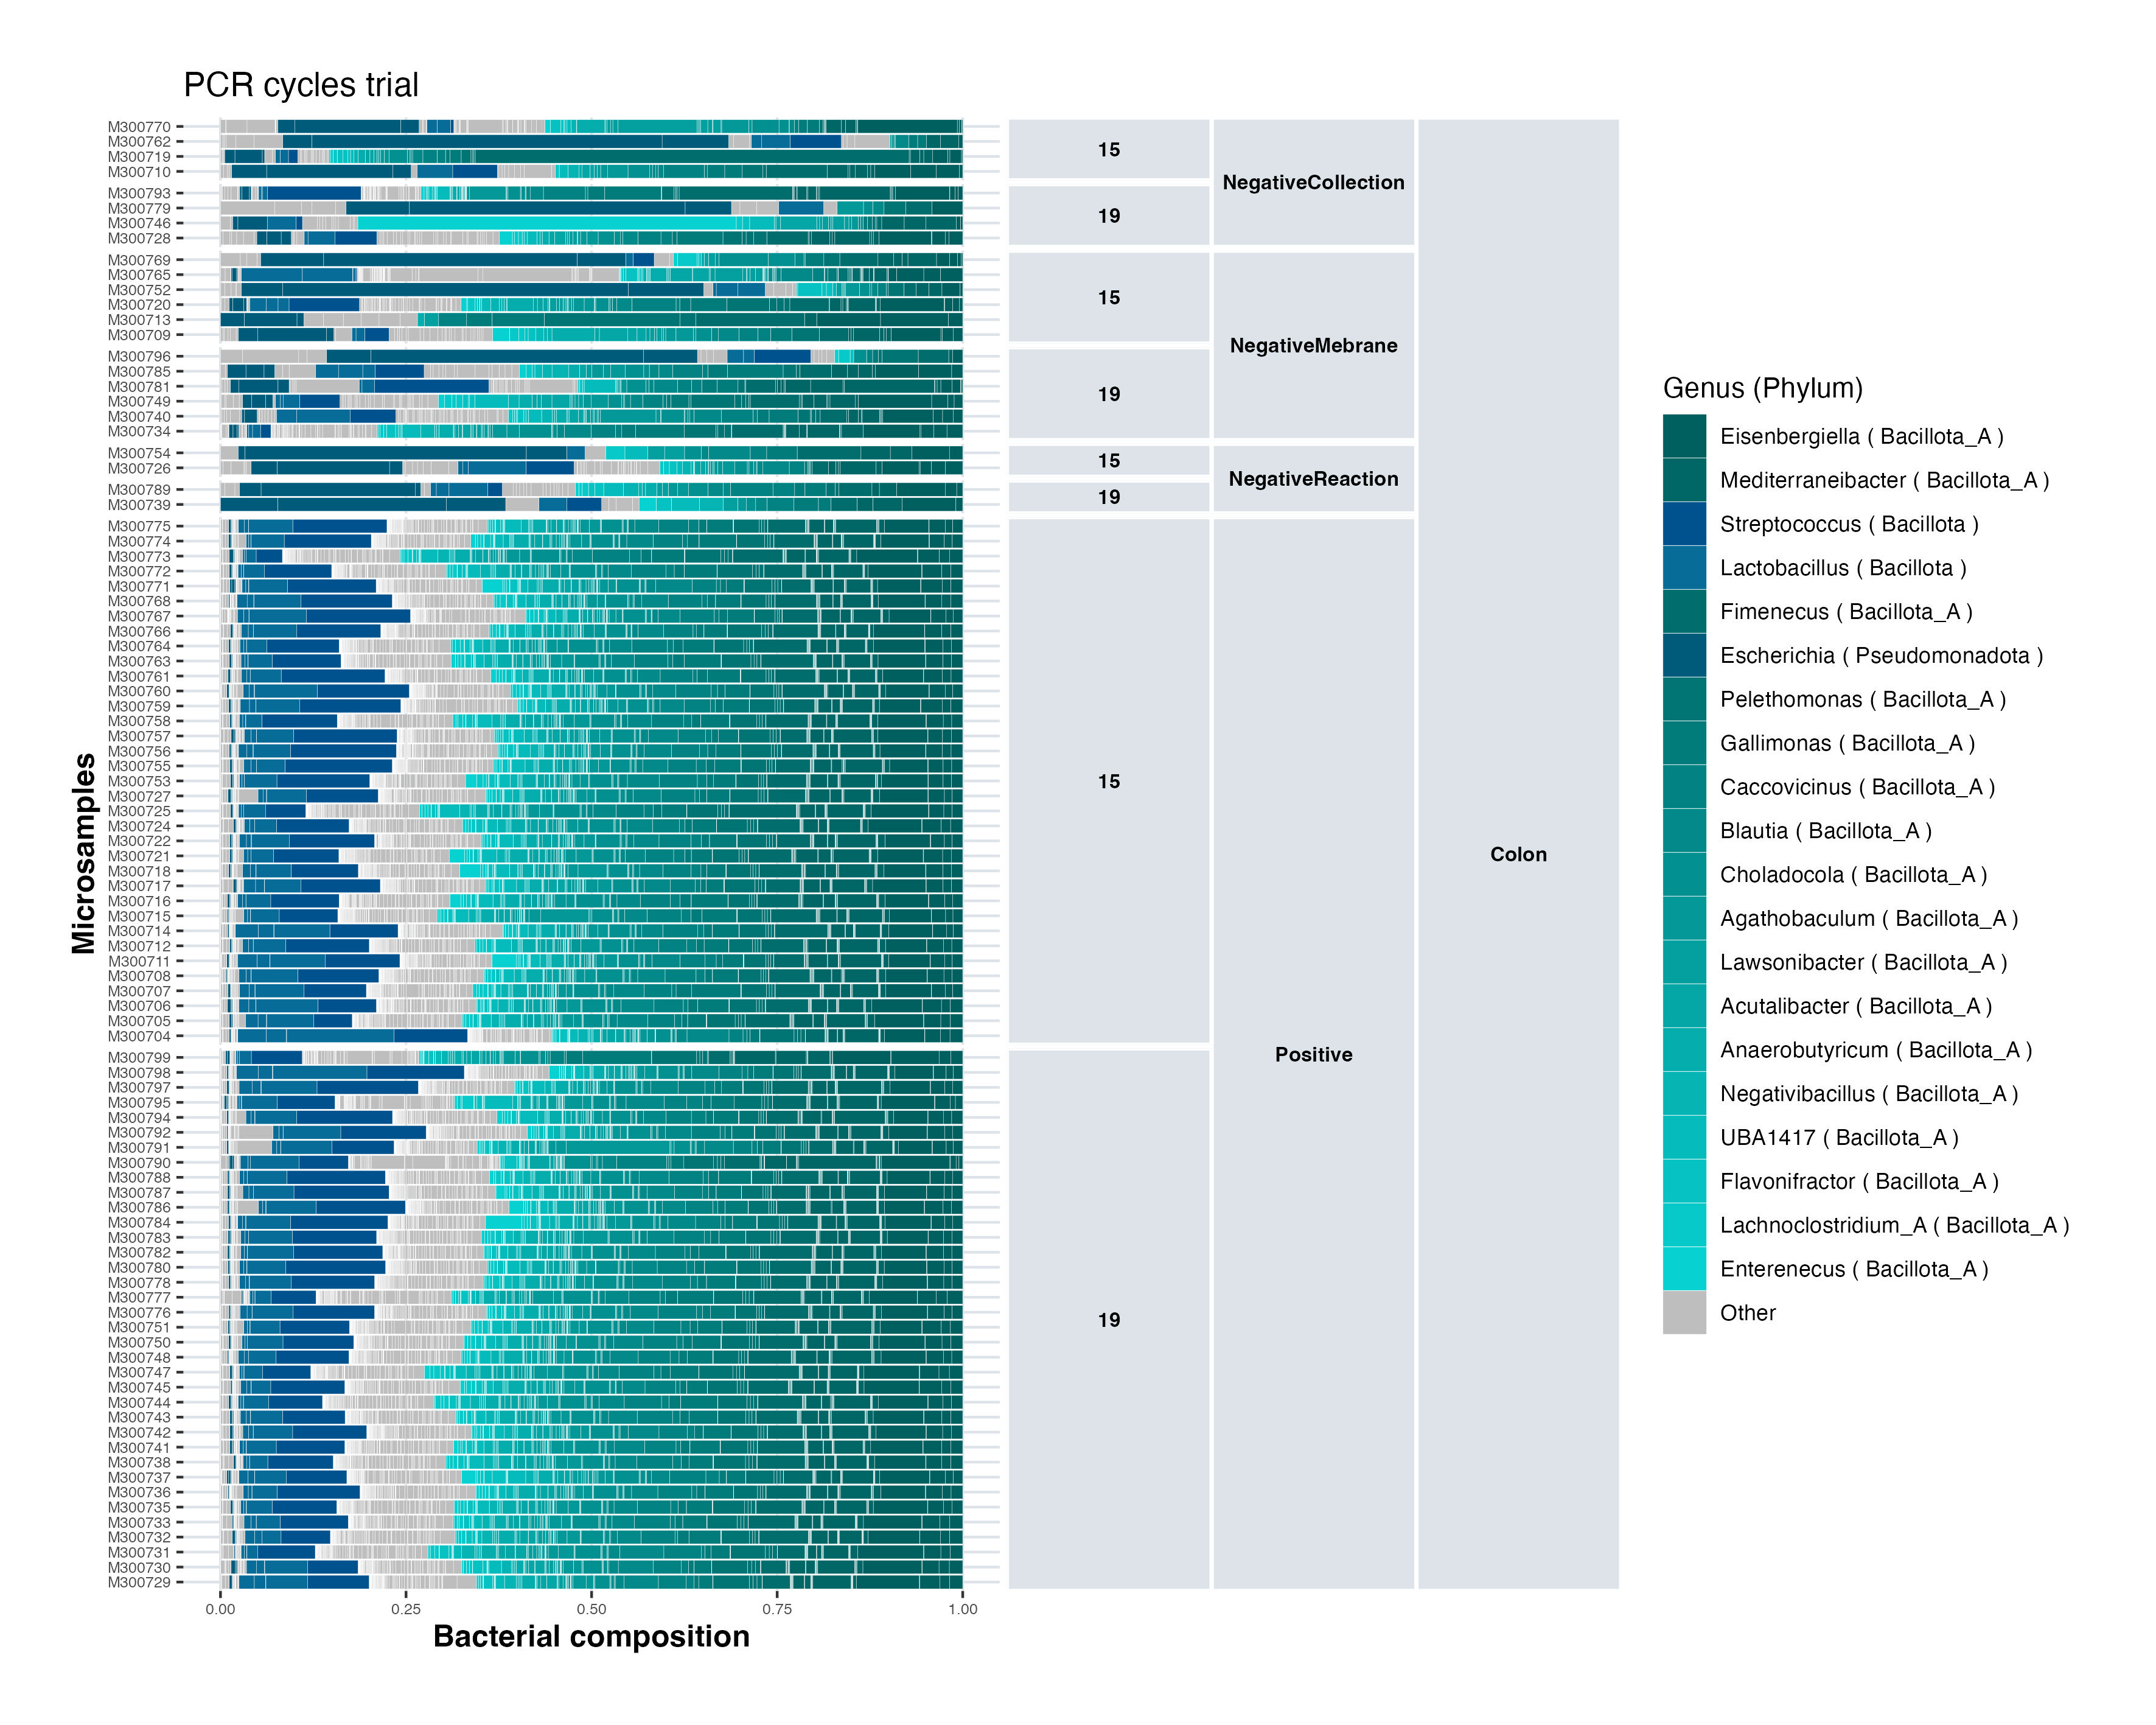 PCR cycles trial
M300770
M300762
M300719
M300710
M300793
M300779
M300746
M300728
M300769
M300765
M300752
M300720
M300713
M300709
M300796
M300785
M300781
M300749
M300740
M300734
M300754
M300726
M300789
M300739
M300775
M300774
M300773
M300772
M300771
M300768
M300767
M300766
M300764
M300763
M300761
M300760
M300759
M300758
M300757
M300756
M300755
M300753
M300727
M300725
M300724
M300722
M300721
M300718
M300717
M300716
M300715
M300714
M300712
M300711
M300708
M300707
M300706
M300705
M300704
M300799
M300798
M300797
M300795
M300794
M300792
M300791
M300790
M300788
M300787
M300786
M300784
M300783
M300782
M300780
M300778
M300777
M300776
M300751
M300750
M300748
M300747
M300745
M300744
M300743
M300742
M300741
M300738
M300737
M300736
M300735
M300733
M300732
M300731
M300730
M300729
Microsamples
0.00 0.25 0.50 0.75 1.00
Bacterial composition
15
19
15
19
15
19
15
19
NegativeCollection
NegativeMebrane
NegativeReaction
Positive
Colon
Genus (Phylum)
Eisenbergiella ( Bacillota_A )
Mediterraneibacter ( Bacillota_A )
Streptococcus ( Bacillota )
Lactobacillus ( Bacillota )
Fimenecus ( Bacillota_A )
Escherichia ( Pseudomonadota )
Pelethomonas ( Bacillota_A )
Gallimonas ( Bacillota_A )
Caccovicinus ( Bacillota_A )
Blautia ( Bacillota_A )
Choladocola ( Bacillota_A )
Agathobaculum ( Bacillota_A )
Lawsonibacter ( Bacillota_A )
Acutalibacter ( Bacillota_A )
Anaerobutyricum ( Bacillota_A )
Negativibacillus ( Bacillota_A )
UBA1417 ( Bacillota_A )
Flavonifractor ( Bacillota_A )
Lachnoclostridium_A ( Bacillota_A )
Enterenecus ( Bacillota_A )
Other